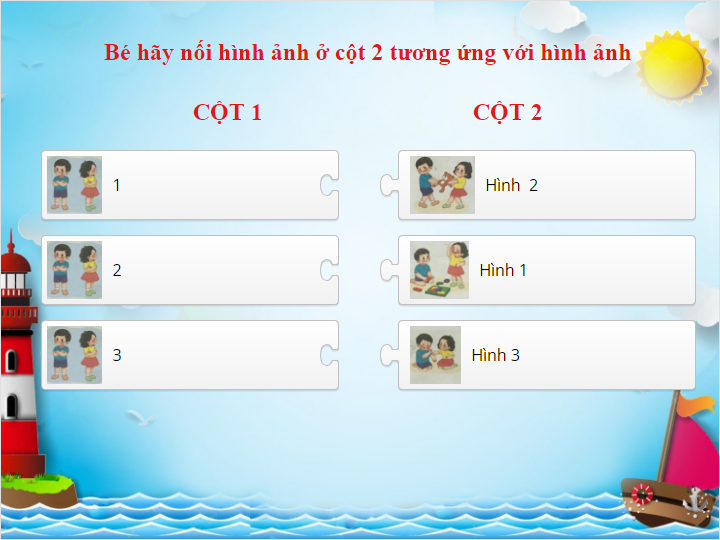 Bé hãy nối hình ảnh ở cột 2 tương ứng với hình ảnh
CỘT 1
CỘT 2
1
Hình 2
2
Hình 1
3
Hình 3